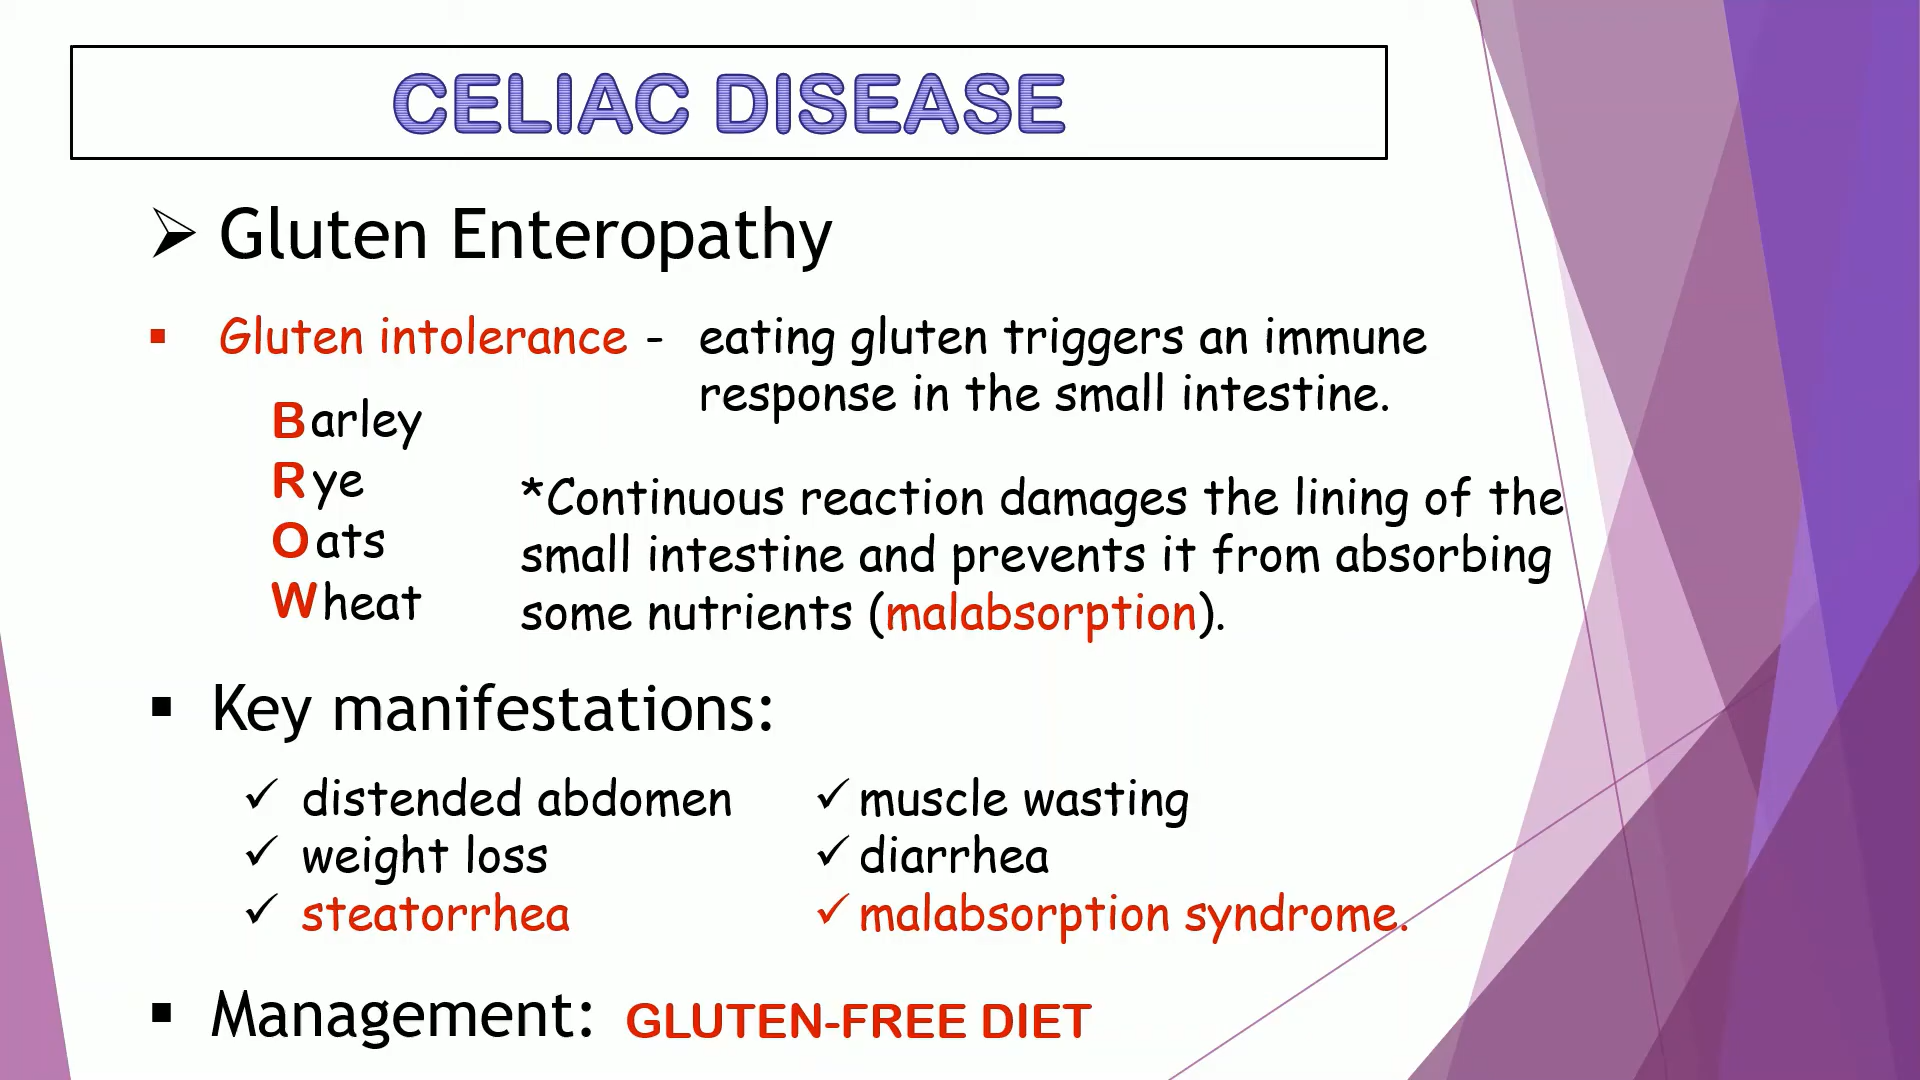 CELIAC DISEASE
Gluten Enteropathy
Gluten intolerance - eating gluten triggers an immune
response in the small intestine.
Barley
Rye
Oats
Wheat
*Continuous reaction damages the lining of the
small intestine and prevents it from absorbing
some nutrients (malabsorption).
Key manifestations:
distended abdomen
weight loss
steatorrhea
muscle wasting
diarrhea
malabsorption syndrome.
Management: GLUTEN-FREE DIET